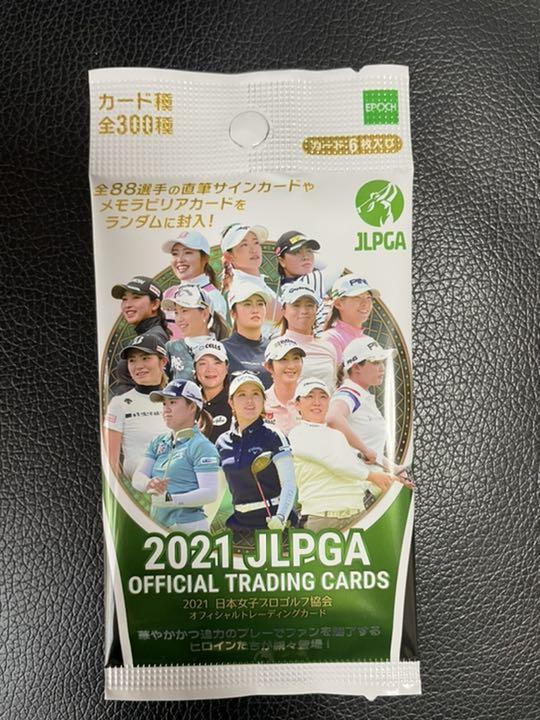 カード種
全300種
EPOCH
カード6枚入り
全88選手の直筆サインカードや
メモラビリアカードを
ランダムに封入!
JLPGA
2021 JLPGA
OFFICIAL TRADING CARDS
2021 日本女子プロゴルフ協会
オフィシャルトレーディングカード
華やかかつ迫力のプレーでファンを魅了する
ヒロインたちが続々登場!